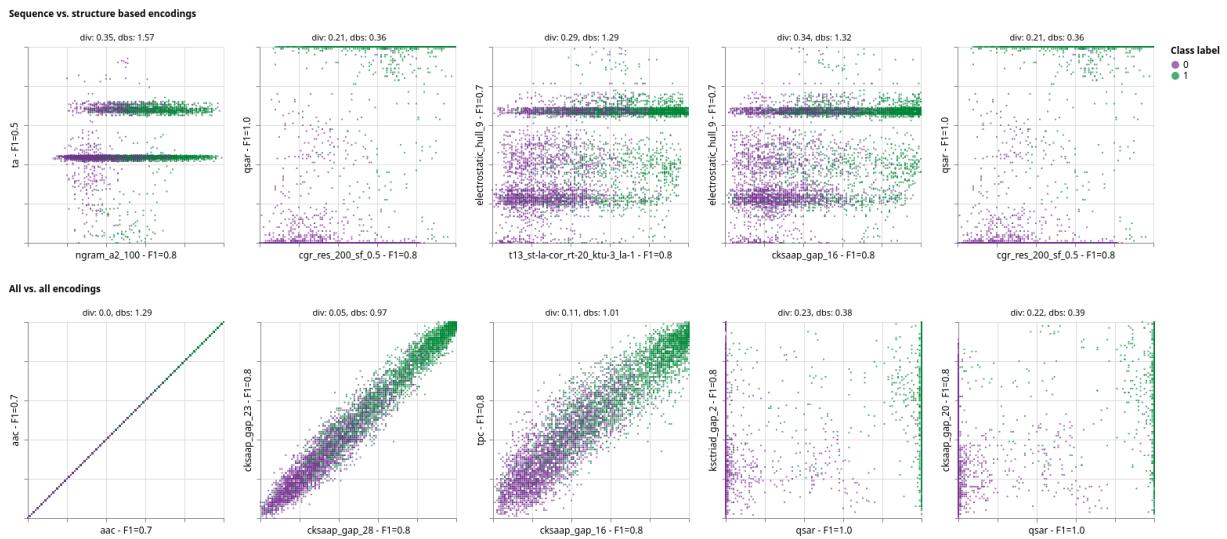 Sequence vs. structure based encodings
div: 0.35, dbs: 1.57
div: 0.21, dbs: 0.36
div: 0.29, dbs: 1.29
div: 0.34, dbs: 1.32
div: 0.21, dbs: 0.36
Class label
0
1
ta - F1=0.5
qsar - F1=1.0
electrostatic_hull_9 - F1=0.7
electrostatic_hull_9 - F1=0.7
qsar - F1=1.0
ngram_a2_100 - F1=0.8
cgr_res_200_sf_0.5 - F1=0.8
t13_st-la-cor_rt-20_ktu-3_la-1 - F1=0.8
cksaap_gap_16 - F1=0.8
cgr_res_200_sf_0.5 - F1=0.8
All vs. all encodings
div: 0.0, dbs: 1.29
div: 0.05, dbs: 0.97
div: 0.11, dbs: 1.01
div: 0.23, dbs: 0.38
div: 0.22, dbs: 0.39
aac - F1=0.7
cksaap_gap_23 - F1=0.8
tpc - F1=0.8
ksctriad_gap_2 - F1=0.8
cksaap_gap_20 - F1=0.8
aac - F1=0.7
cksaap_gap_28 - F1=0.8
cksaap_gap_16 - F1=0.8
qsar - F1=1.0
qsar - F1=1.0